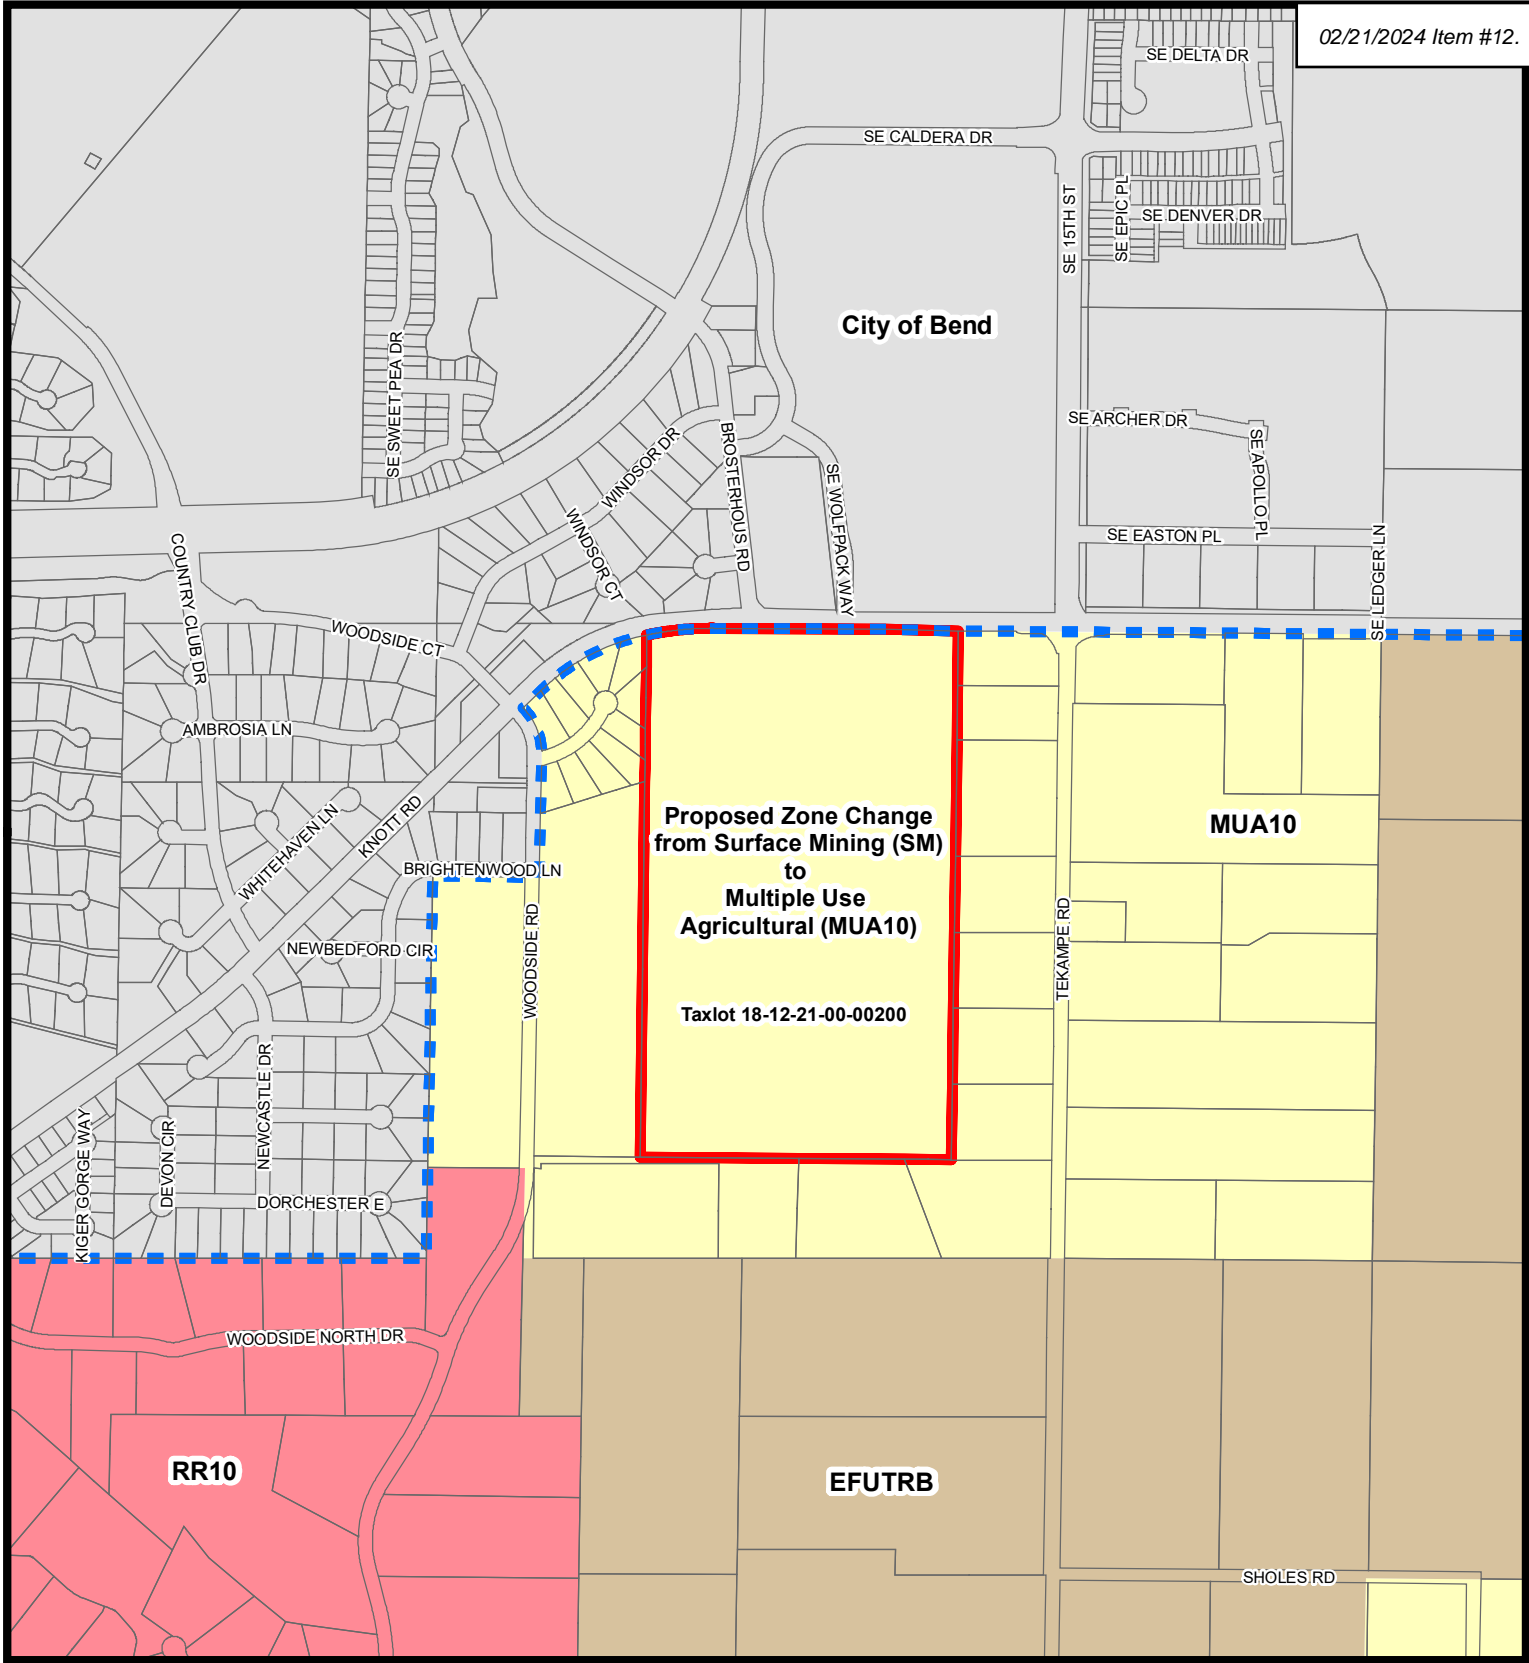 02/21/2024 Item #12.
SE DELTA DR
SE CALDERA DR
SE 15TH ST
SE EPIC PL
SE DENVER DR
City of Bend
SE SWEET PEA DR
SE ARCHER DR
SE APOLLO PL
WINDSOR DR
BROSTERHOUS RD
SE WOLFPACK WAY
WINDSOR CT
SE EASTON PL
SE LEDGER LN
COUNTRY CLUB DR
WOODSIDE CT
AMBROSIA LN
WHITEHAVEN LN
KNOTT RD
BRIGHTENWOOD LN
Proposed Zone Change
from Surface Mining (SM)
to
Multiple Use
Agricultural (MUA10)
Taxlot 18-12-21-00-00200
MUA10
NEWBEDFORD CIR
WOODSIDE RD
TEKAMPE RD
NEWCASTLE DR
DEVON CIR
KIGER GORGE WAY
DORCHESTER E
WOODSIDE NORTH DR
RR10
EFUTRB
SHOLES RD